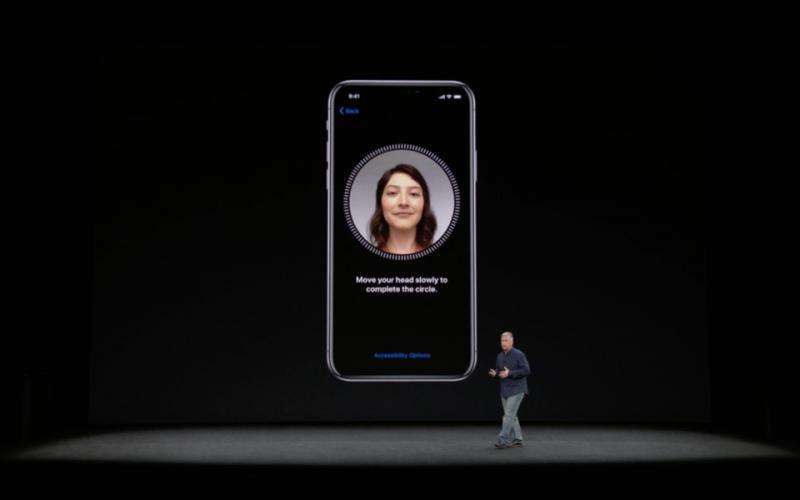 9:41
Back
Move your head slowly to
complete the circle.
Accessibility Options